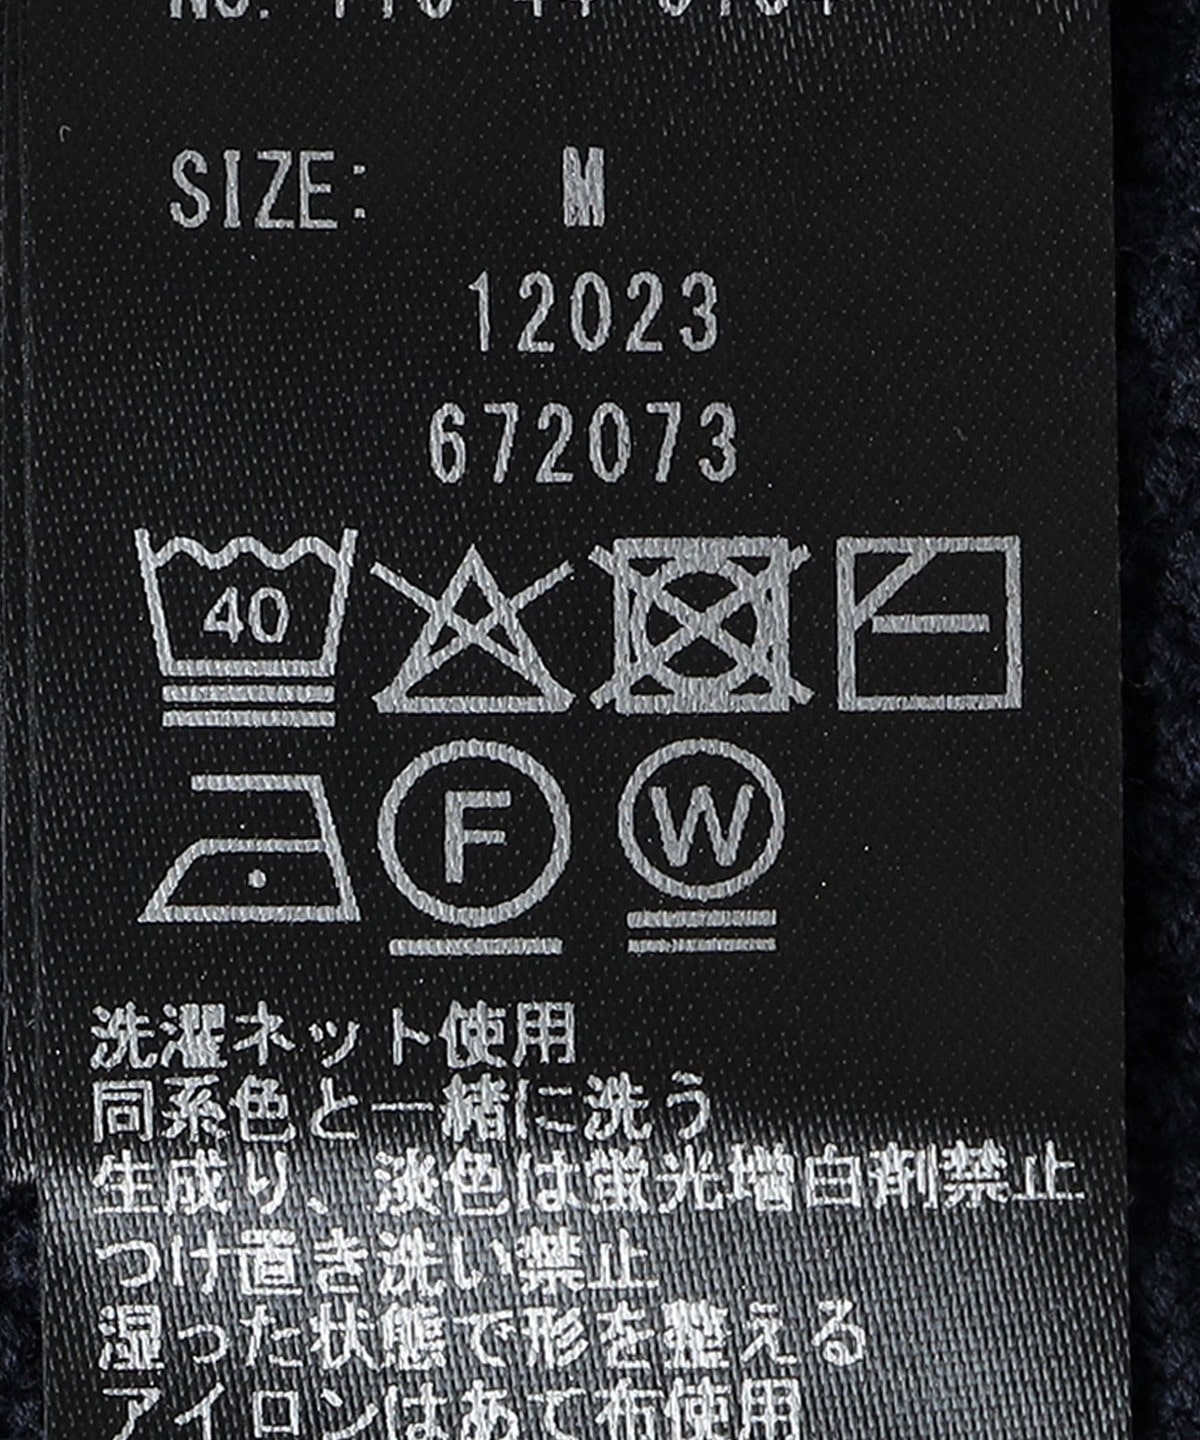 SIZE: M
12023
672073
40
F W
洗濯ネット使用
同系色と一緒に洗う
生成り、淡色は蛍光増白剤禁止
つけ置き洗い禁止
湿った状態で形を整える
アイロンはあて布使用